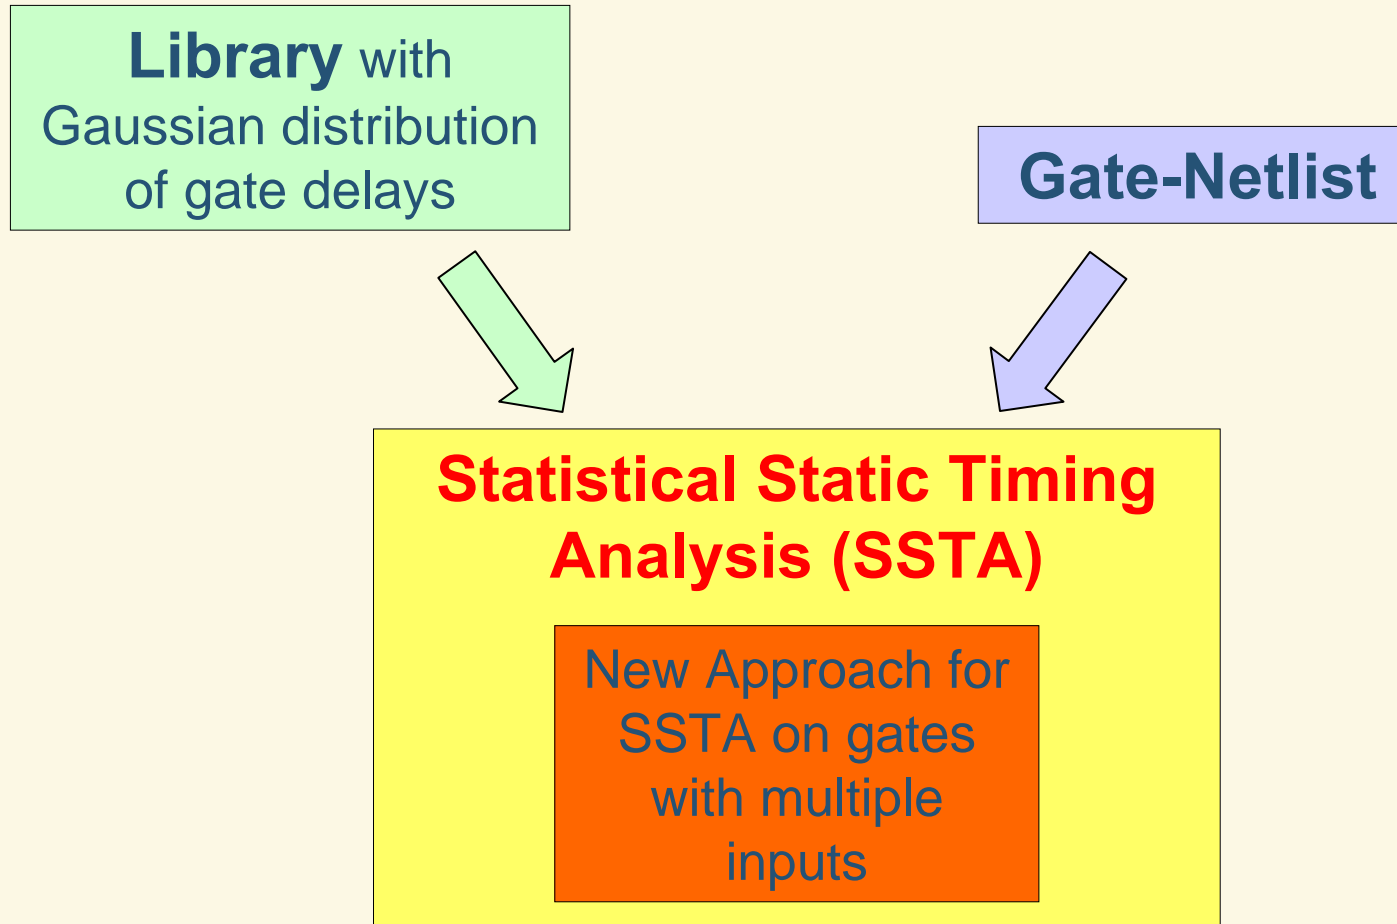 Library with
Gaussian distribution
of gate delays
Gate-Netlist
Statistical Static Timing
Analysis (SSTA)
New Approach for
SSTA on gates
with multiple
inputs